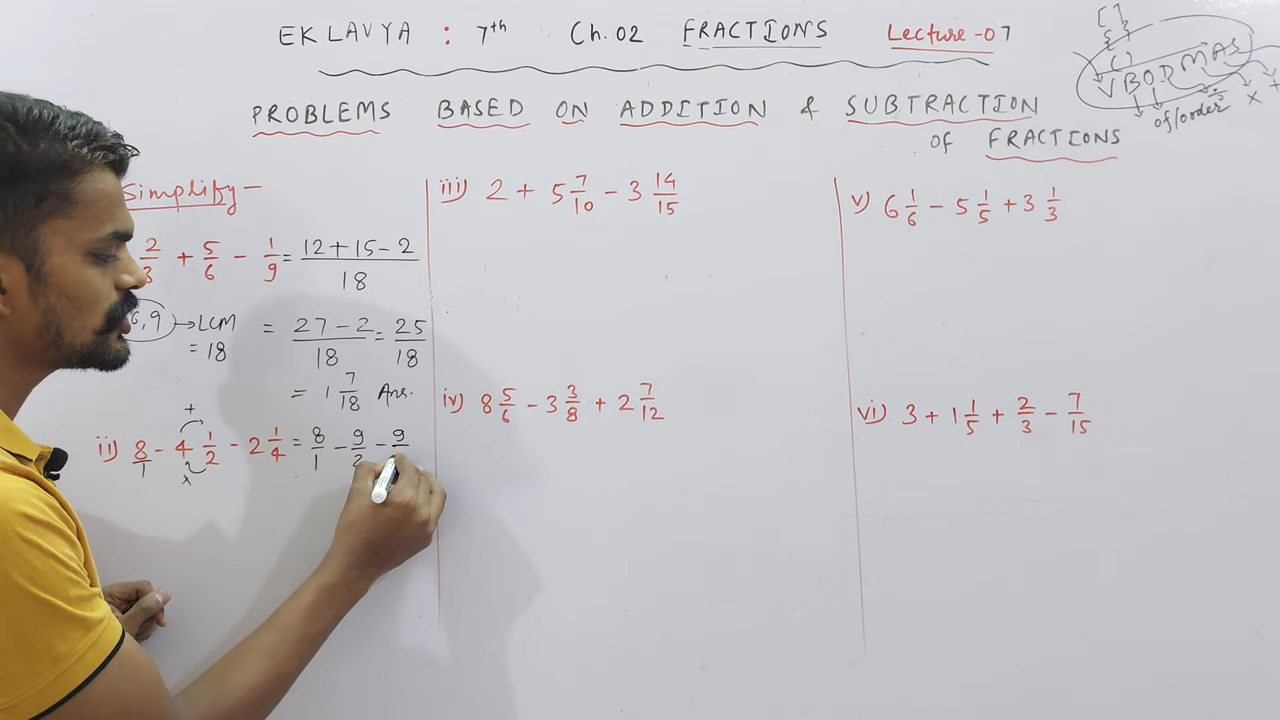 EKLAVYA : 7th Ch. 02 FRACTIONS Lecture -07
[ ]
{ }
( )
VBODMAS
of/order ÷ × +
PROBLEMS BASED ON ADDITION & SUBTRACTION
OF FRACTIONS
Simplify -
2/3 + 5/6 - 1/9 = (12 + 15 - 2)/18
6,9 → LCM = (27 - 2)/18 = 25/18
= 18
= 1 7/18 Ans.
+
ii) 8/1 - 4 1/2 - 2 1/4 = 8/1 - 9/2 - 9/
×
iii) 2 + 5 7/10 - 3 14/15
iv) 8 5/6 - 3 3/8 + 2 7/12
v) 6 1/6 - 5 1/5 + 3 1/3
vi) 3 + 1 1/5 + 2/3 - 7/15